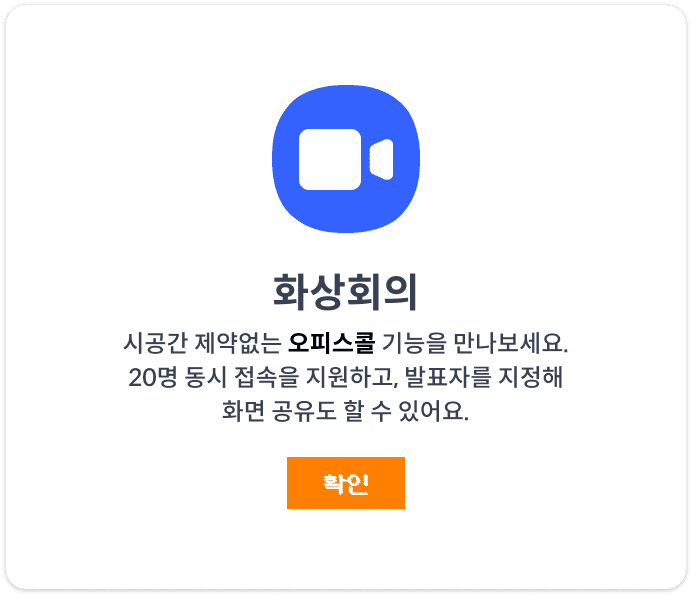 화상회의
시공간 제약없는 오피스콜 기능을 만나보세요.
20명 동시 접속을 지원하고, 발표자를 지정해
화면 공유도 할 수 있어요.
확인